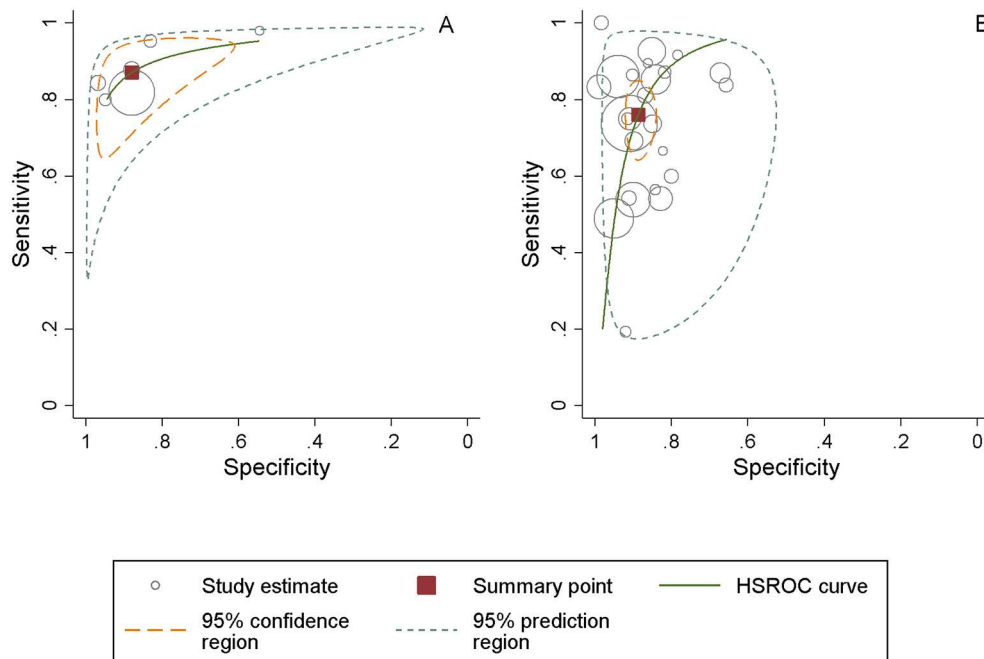 A
1
.8
.6
.4
.2
0
Sensitivity
1 .8 .6 .4 .2 0
Specificity
B
1
.8
.6
.4
.2
0
Sensitivity
1 .8 .6 .4 .2 0
Specificity
Study estimate
Summary point
HSROC curve
95% confidence
region
95% prediction
region